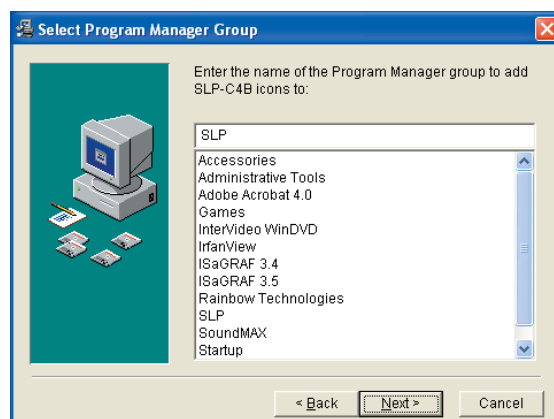 Select Program Manager Group
Enter the name of the Program Manager group to add
SLP-C4B icons to:
SLP
Accessories
Administrative Tools
Adobe Acrobat 4.0
Games
InterVideo WinDVD
IrfanView
ISaGRAF 3.4
ISaGRAF 3.5
Rainbow Technologies
SLP
SoundMAX
Startup
< Back
Next >
Cancel